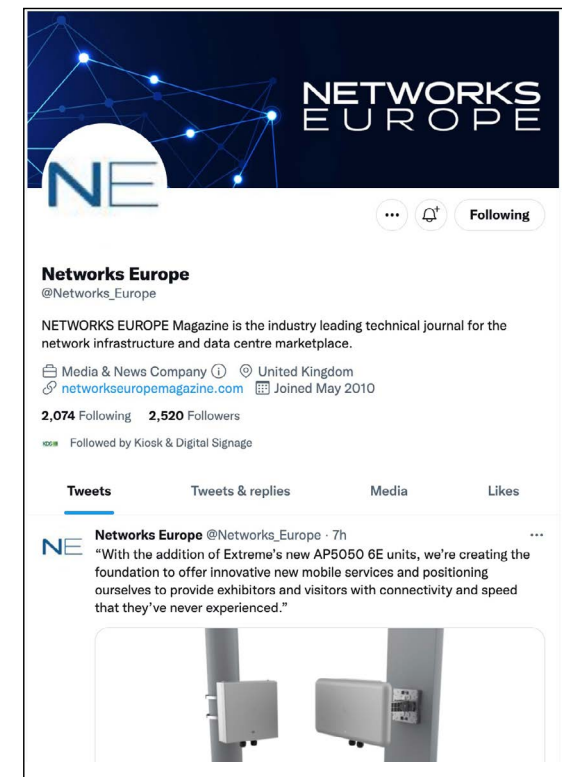 NETWORKS
EUROPE
NE
Following
Networks Europe
@Networks_Europe
NETWORKS EUROPE Magazine is the industry leading technical journal for the
network infrastructure and data centre marketplace.
Media & News Company United Kingdom
networkseuropemagazine.com Joined May 2010
2,074 Following 2,520 Followers
Followed by Kiosk & Digital Signage
Tweets Tweets & replies Media Likes
NE
Networks Europe @Networks_Europe · 7h
“With the addition of Extreme’s new AP5050 6E units, we’re creating the
foundation to offer innovative new mobile services and positioning
ourselves to provide exhibitors and visitors with connectivity and speed
that they’ve never experienced.”